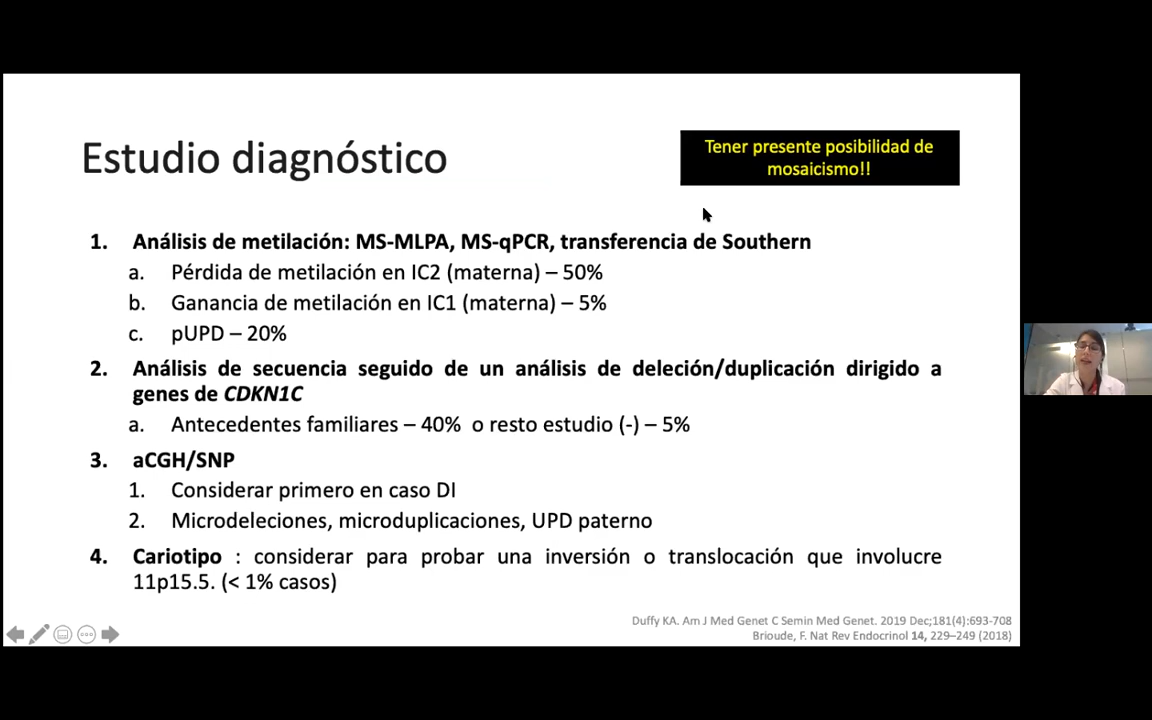 Estudio diagnóstico
Tener presente posibilidad de
mosaicismo!!
1. Análisis de metilación: MS-MLPA, MS-qPCR, transferencia de Southern
a. Pérdida de metilación en IC2 (materna) – 50%
b. Ganancia de metilación en IC1 (materna) – 5%
c. pUPD – 20%
2. Análisis de secuencia seguido de un análisis de deleción/duplicación dirigido a
genes de CDKN1C
a. Antecedentes familiares – 40% o resto estudio (-) – 5%
3. aCGH/SNP
1. Considerar primero en caso DI
2. Microdeleciones, microduplicaciones, UPD paterno
4. Cariotipo : considerar para probar una inversión o translocación que involucre
11p15.5. (< 1% casos)
Duffy KA. Am J Med Genet C Semin Med Genet. 2019 Dec;181(4):693-708
Brioude, F. Nat Rev Endocrinol 14, 229–249 (2018)